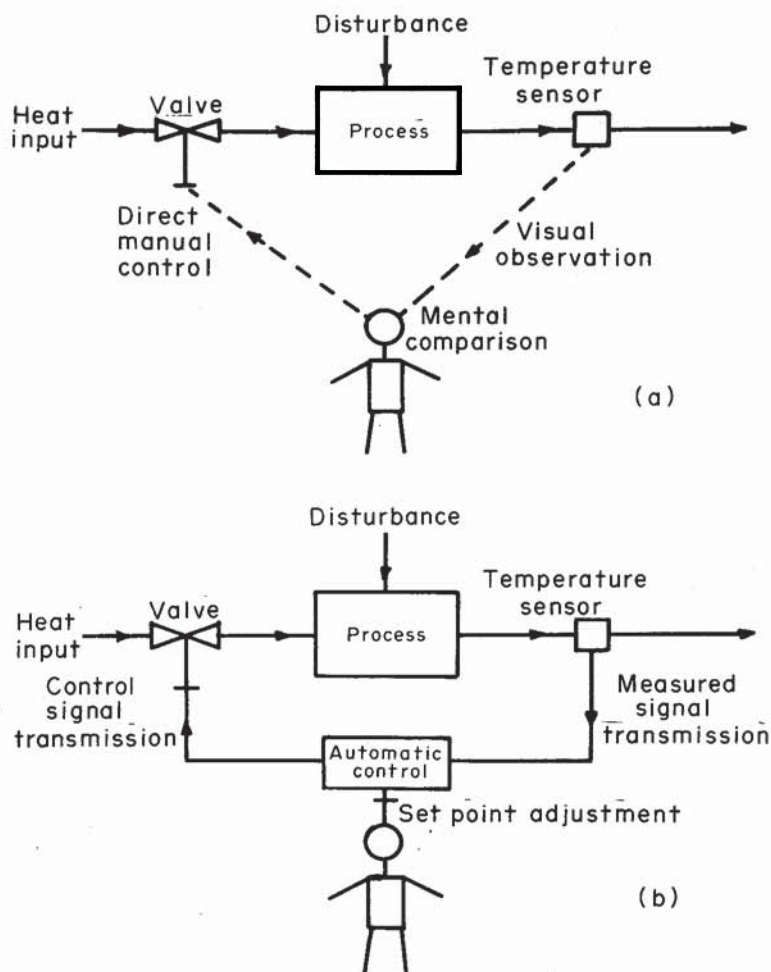 Disturbance
Temperature
sensor
Valve
Heat
input
Process
Direct
manual
control
Visual
observation
Mental
comparison
(a)
Disturbance
Temperature
sensor
Valve
Heat
input
Process
Control
signal
transmission
Measured
signal
transmission
Automatic
control
Set point adjustment
(b)